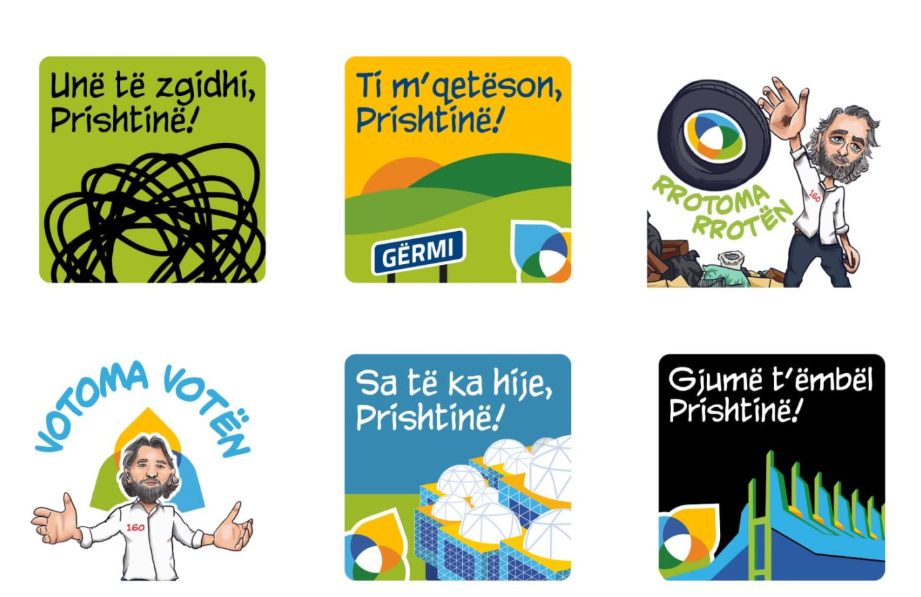 Unë të zgidhi,
Prishtinë!
Ti m'qetëson,
Prishtinë!
GËRMI
RROTOMA
RROTËN
160
VOTOMA VOTËN
160
Sa të ka hije,
Prishtinë!
Gjumë t'ëmbël
Prishtinë!